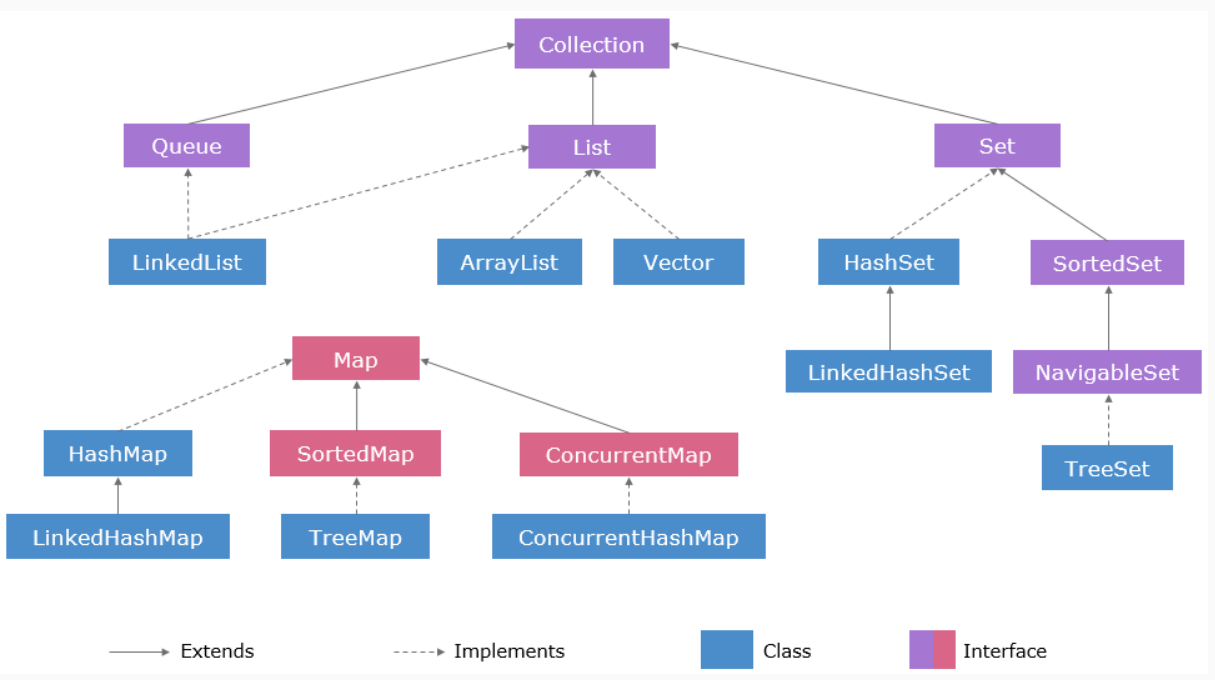 Collection
Queue
List
Set
LinkedList
ArrayList
Vector
HashSet
SortedSet
Map
LinkedHashSet
NavigableSet
HashMap
SortedMap
ConcurrentMap
TreeSet
LinkedHashMap
TreeMap
ConcurrentHashMap
Extends
Implements
Class
Interface